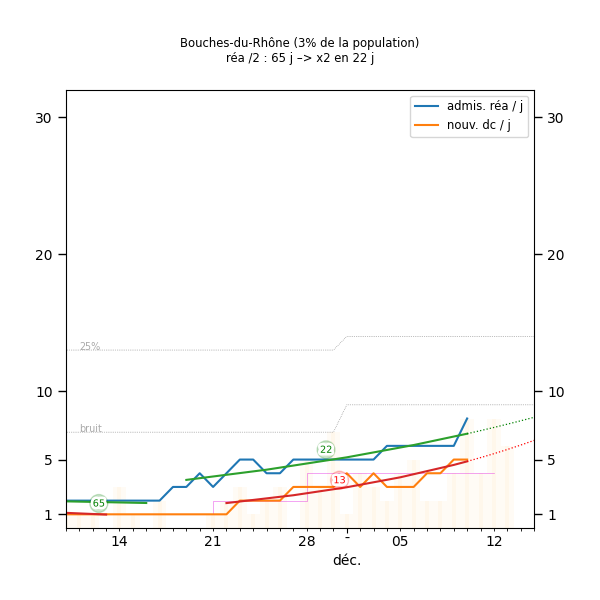 Bouches-du-Rhône (3% de la population)
réa /2 : 65 j –> x2 en 22 j
admis. réa / j
nouv. dc / j
30 30
20 20
25%
10 10
bruit
22
5 5
13
65
1 1
14 21 28 - 05 12
déc.